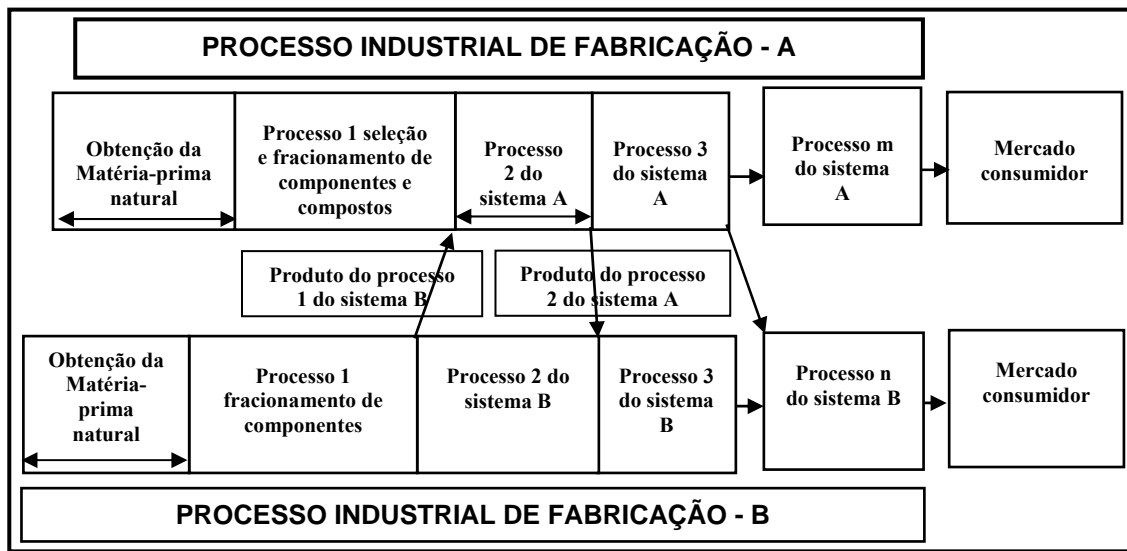 PROCESSO INDUSTRIAL DE FABRICAÇÃO - A
Obtenção da
Matéria-prima
natural
Processo 1 seleção
e fracionamento de
componentes e
compostos
Processo
2 do
sistema A
Processo 3
do sistema
A
Processo m
do sistema
A
Mercado
consumidor
Produto do processo
1 do sistema B
Produto do processo
2 do sistema A
Obtenção da
Matéria-
prima
natural
Processo 1
fracionamento de
componentes
Processo 2 do
sistema B
Processo 3
do sistema
B
Processo n
do sistema B
Mercado
consumidor
PROCESSO INDUSTRIAL DE FABRICAÇÃO - B